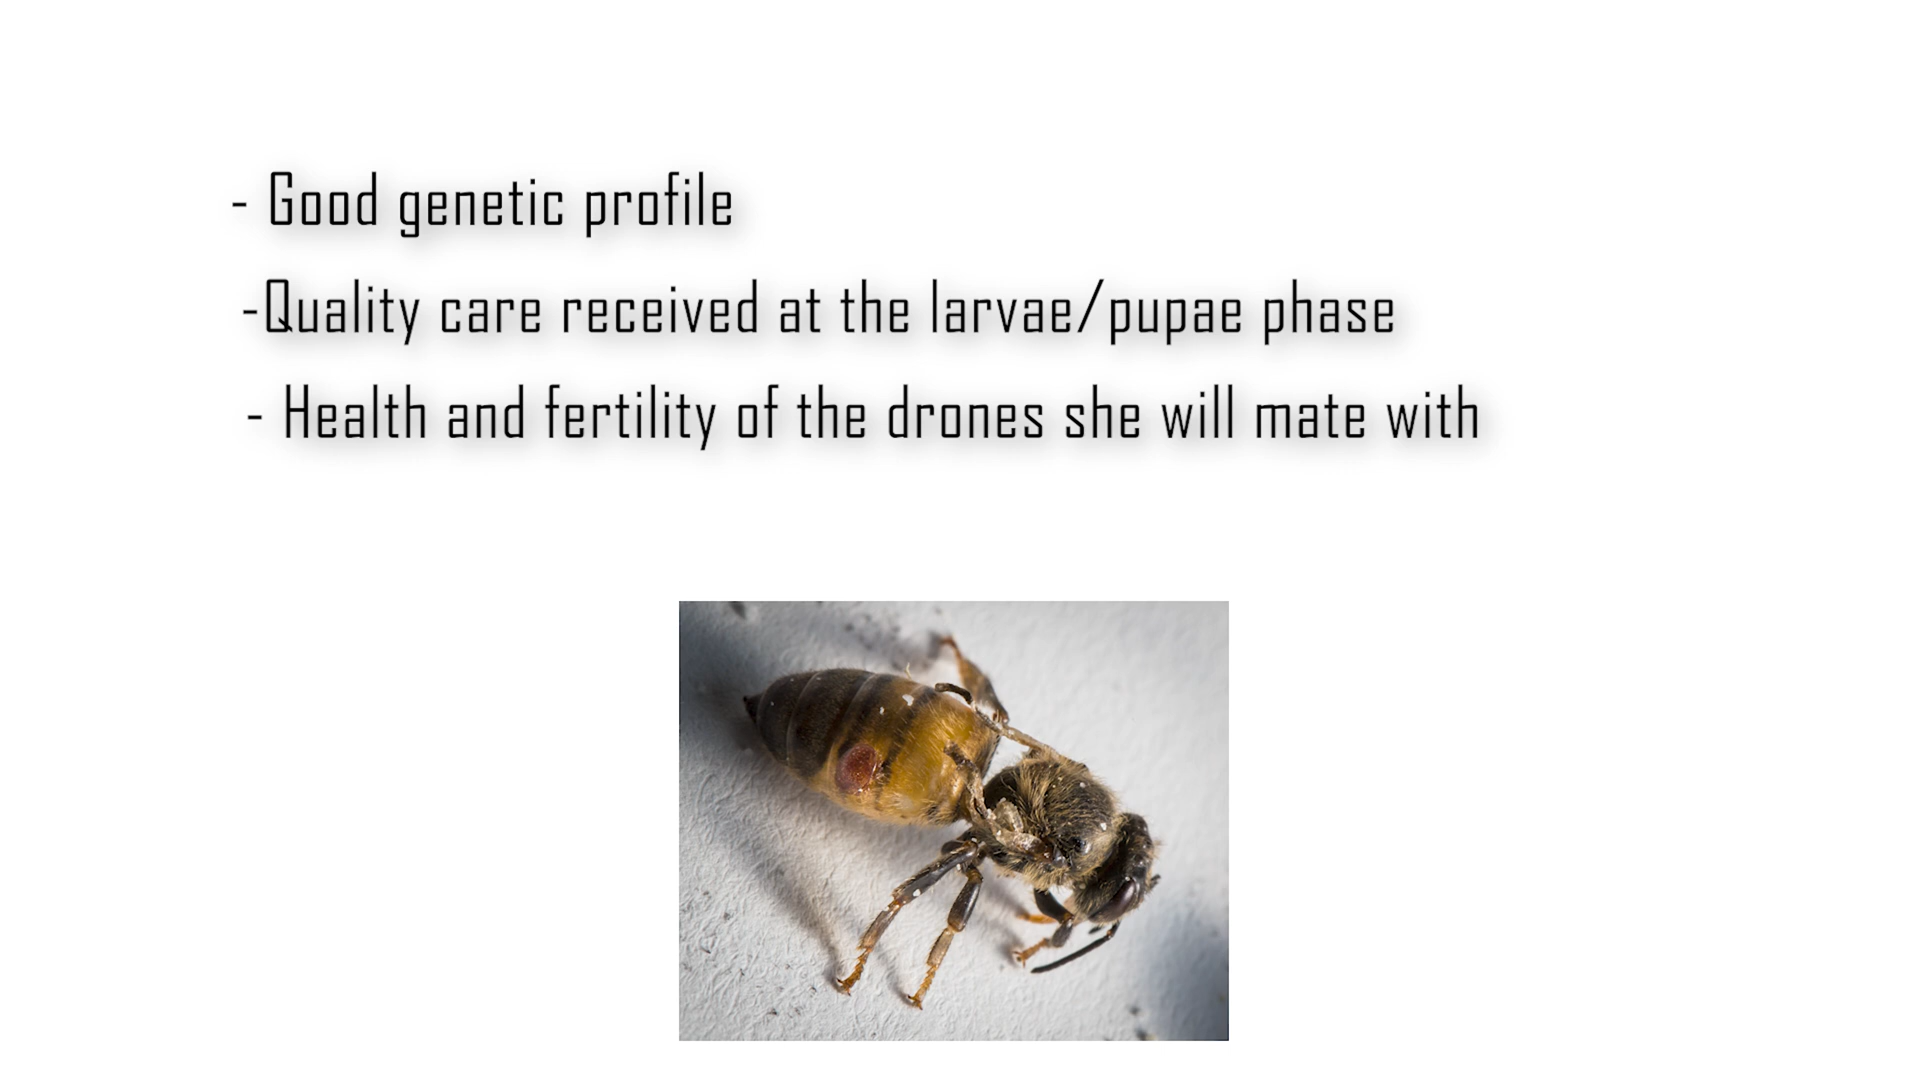 - Good genetic profile
-Quality care received at the larvae/pupae phase
- Health and fertility of the drones she will mate with